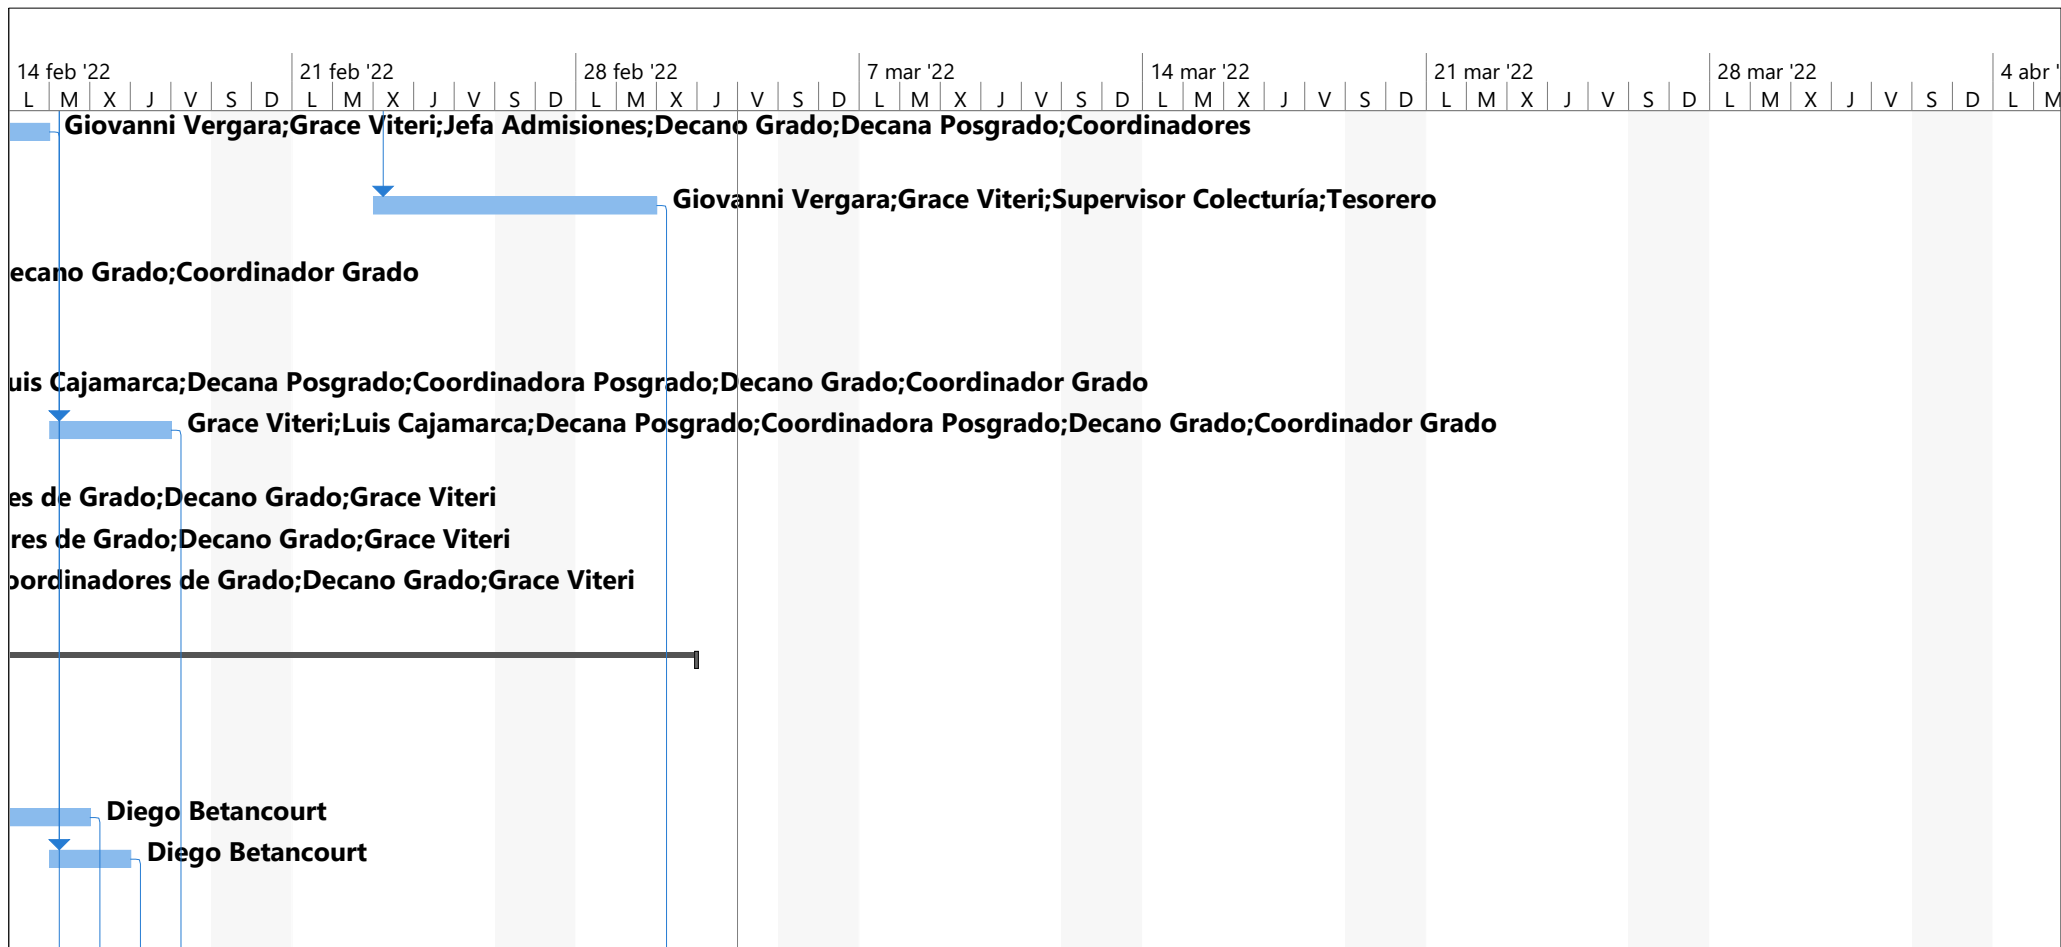 14 feb '22 21 feb '22 28 feb '22 7 mar '22 14 mar '22 21 mar '22 28 mar '22 4 abr '
L M X J V S D L M X J V S D L M X J V S D L M X J V S D L M X J V S D L M X J V S D L M X J V S D L M
Giovanni Vergara;Grace Viteri;Jefa Admisiones;Decano Grado;Decana Posgrado;Coordinadores
Giovanni Vergara;Grace Viteri;Supervisor Colecturía;Tesorero
ecano Grado;Coordinador Grado
uis Cajamarca;Decana Posgrado;Coordinadora Posgrado;Decano Grado;Coordinador Grado
Grace Viteri;Luis Cajamarca;Decana Posgrado;Coordinadora Posgrado;Decano Grado;Coordinador Grado
es de Grado;Decano Grado;Grace Viteri
res de Grado;Decano Grado;Grace Viteri
oordinadores de Grado;Decano Grado;Grace Viteri
Diego Betancourt
Diego Betancourt